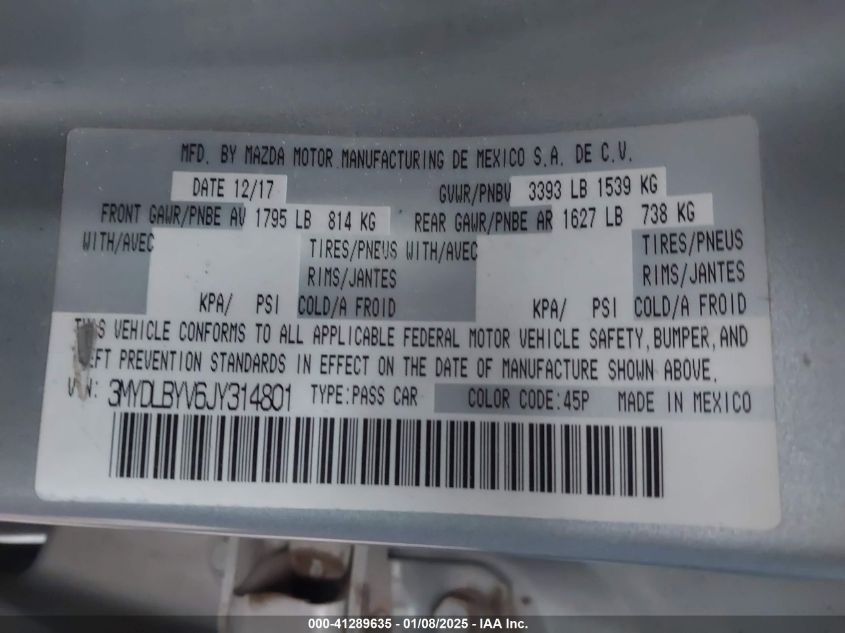 MFD. BY MAZDA MOTOR MANUFACTURING DE MEXICO S.A. DE C.V.
DATE 12/17 GVWR/PNBV 3393 LB 1539 KG
FRONT GAWR/PNBE AV 1795 LB 814 KG REAR GAWR/PNBE AR 1627 LB 738 KG
WITH/AVEC TIRES/PNEUS WITH/AVEC TIRES/PNEUS
RIMS/JANTES RIMS/JANTES
KPA/ PSI COLD/A FROID KPA/ PSI COLD/A FROID
THIS VEHICLE CONFORMS TO ALL APPLICABLE FEDERAL MOTOR VEHICLE SAFETY, BUMPER, AND
THEFT PREVENTION STANDARDS IN EFFECT ON THE DATE OF MANUFACTURE SHOWN ABOVE.
VIN: 3MYDLBYV6JY314801 TYPE: PASS CAR COLOR CODE: 45P MADE IN MEXICO
000-41289635 - 01/08/2025 - IAA Inc.